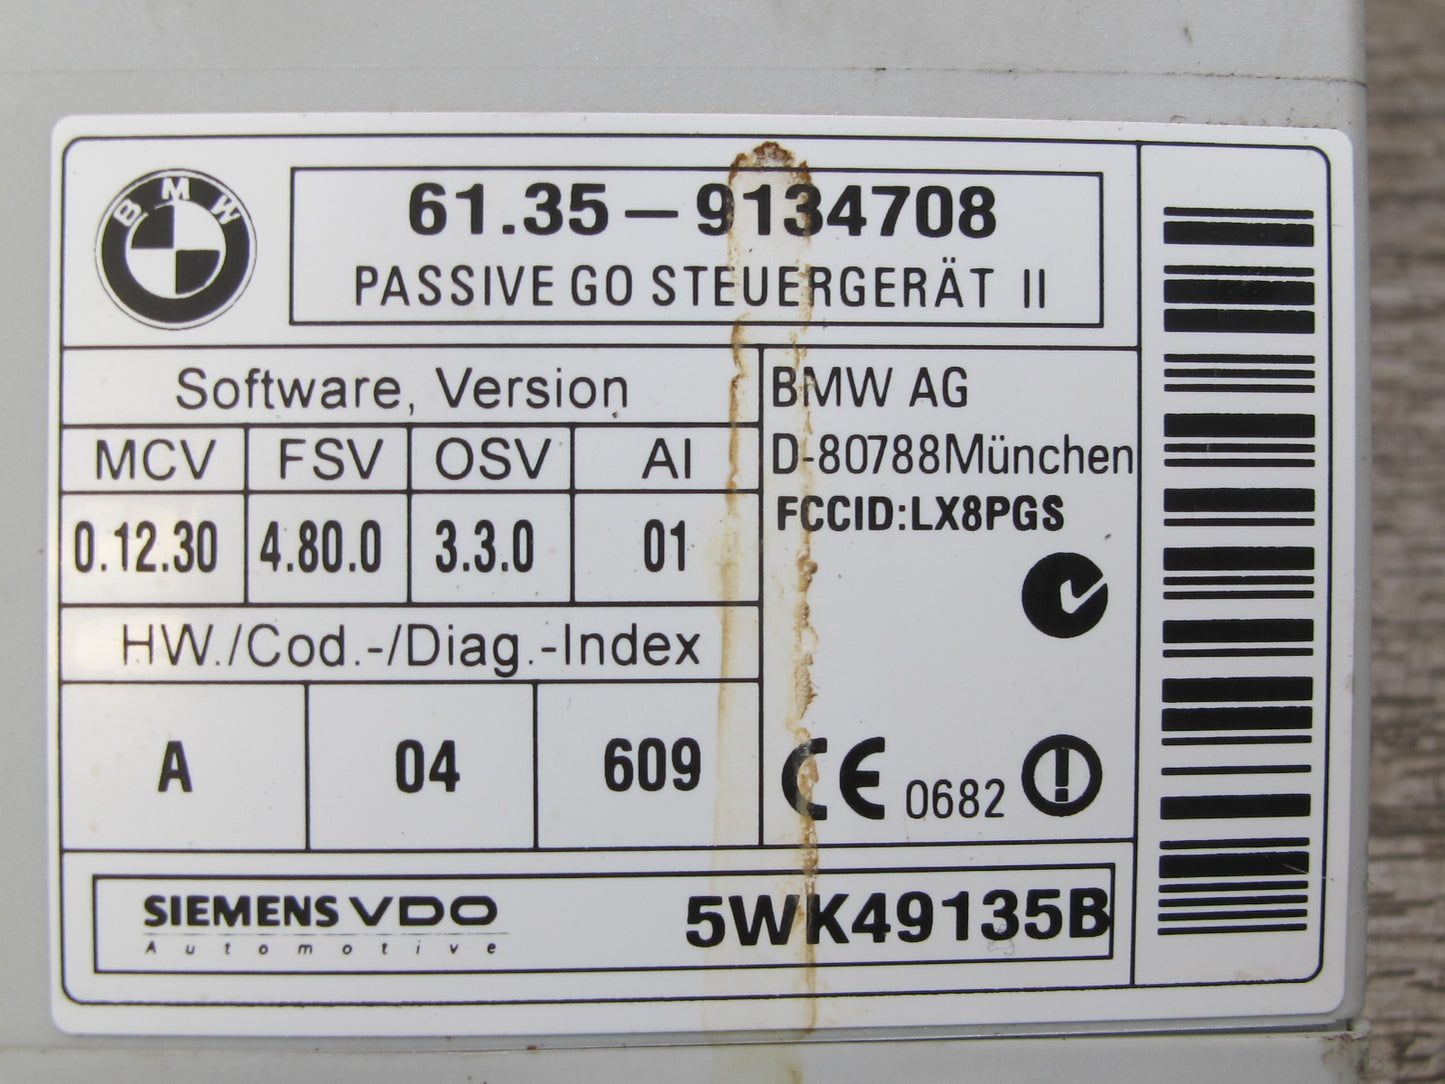 BMW
61.35-9134708
PASSIVE GO STEUERGERÄT II
Software, Version
MCV FSV OSV AI
0.12.30 4.80.0 3.3.0 01
HW./Cod.-/Diag.-Index
A 04 609
BMW AG
D-80788München
FCCID:LX8PGS
CE 0682
SIEMENS VDO
Automotive
5WK49135B